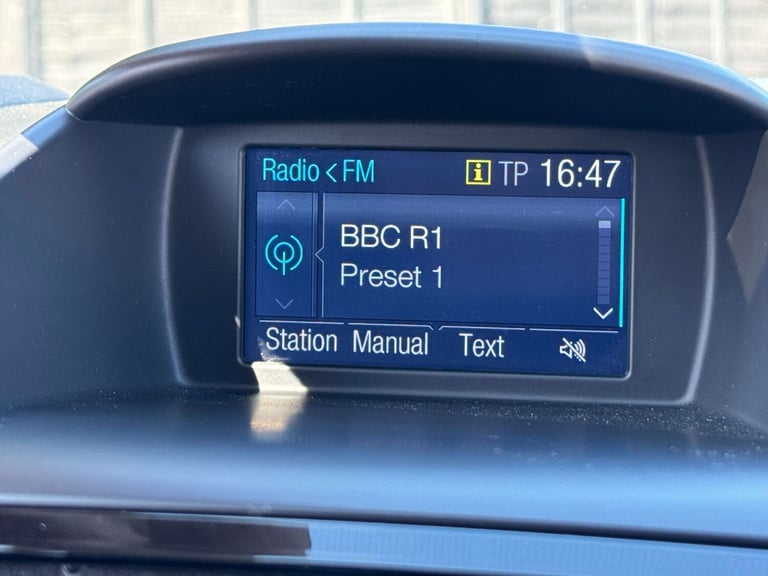 Radio < FM i TP 16:47
BBC R1
Preset 1
Station Manual Text